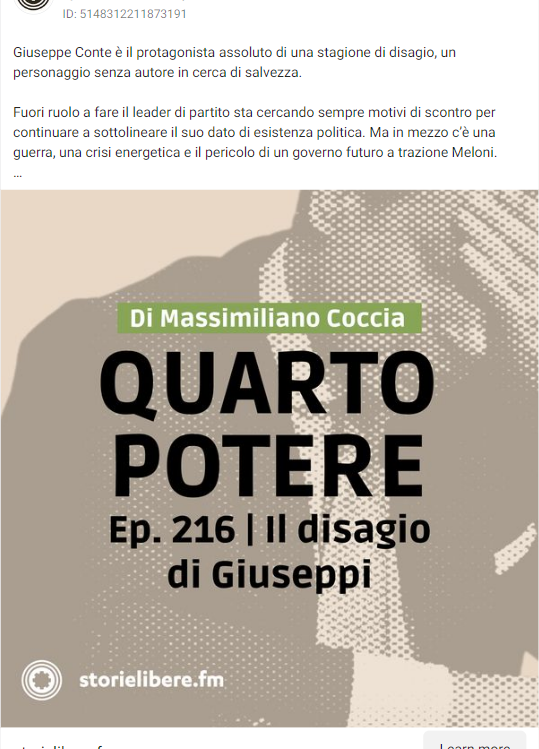 ID: 5148312211873191
Giuseppe Conte è il protagonista assoluto di una stagione di disagio, un
personaggio senza autore in cerca di salvezza.
Fuori ruolo a fare il leader di partito sta cercando sempre motivi di scontro per
continuare a sottolineare il suo dato di esistenza politica. Ma in mezzo c'è una
guerra, una crisi energetica e il pericolo di un governo futuro a trazione Meloni.
...
Di Massimiliano Coccia
QUARTO
POTERE
Ep. 216 | Il disagio
di Giuseppi
storielibere.fm
Learn more